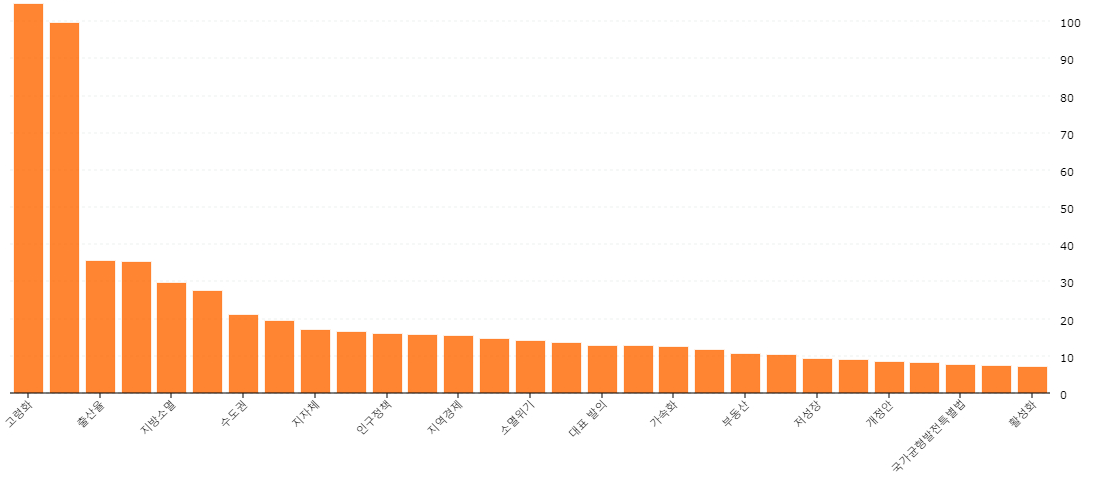 100
90
80
70
60
50
40
30
20
10
0
고령화
출산율
지방소멸
수도권
지자체
인구정책
지역경제
소멸위기
대표 발의
가속화
부동산
저성장
개정안
국가균형발전특별법
활성화